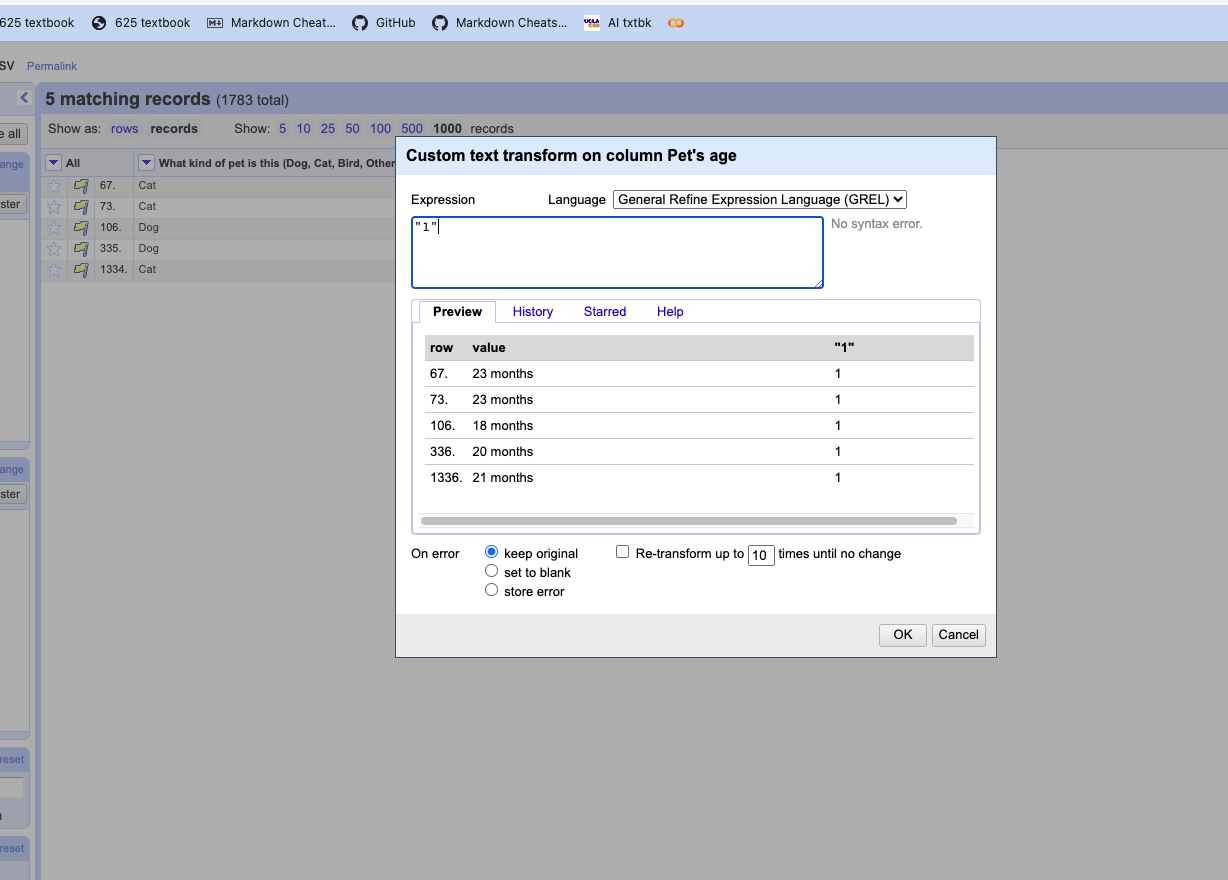 625 textbook 625 textbook Markdown Cheat... GitHub Markdown Cheats... UCLA AI txtbk
SV Permalink
5 matching records (1783 total)
e all Show as: rows records Show: 5 10 25 50 100 500 1000 records
ange All What kind of pet is this (Dog, Cat, Bird, Other
67. Cat
ster 73. Cat
106. Dog
335. Dog
1334. Cat
Custom text transform on column Pet's age
Expression Language General Refine Expression Language (GREL)
"1" No syntax error.
Preview History Starred Help
row value "1"
67. 23 months 1
73. 23 months 1
106. 18 months 1
336. 20 months 1
1336. 21 months 1
ange
ster
On error keep original Re-transform up to 10 times until no change
set to blank
store error
OK Cancel
reset
reset